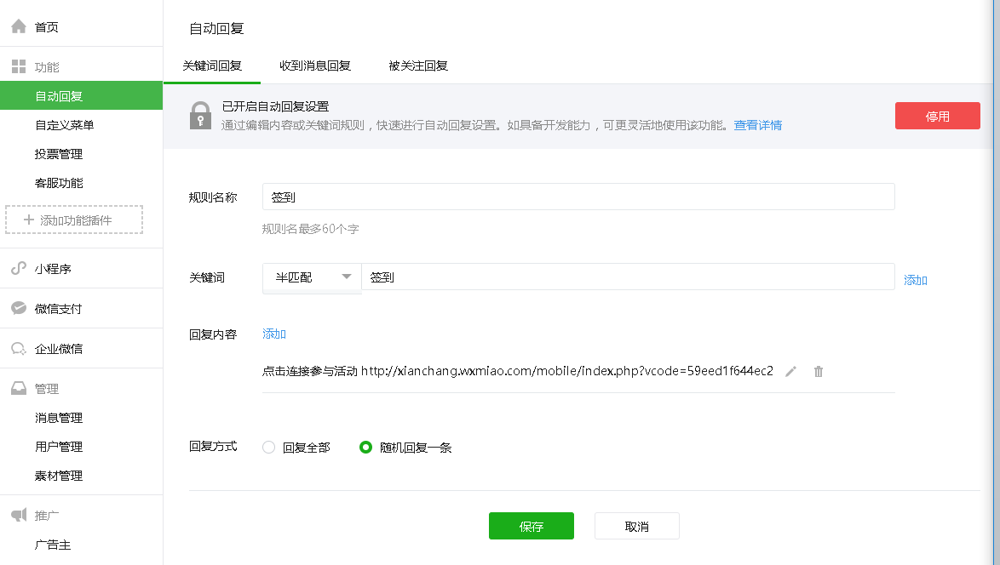 首页
功能
自动回复
自定义菜单
投票管理
客服功能
添加功能插件
小程序
微信支付
企业微信
管理
消息管理
用户管理
素材管理
推广
广告主
自动回复
关键词回复 收到消息回复 被关注回复
已开启自动回复设置
通过编辑内容或关键词规则，快速进行自动回复设置。如具备开发能力，可更灵活地使用该功能。查看详情
停用
规则名称 签到
规则名最多60个字
关键词 半匹配 签到 添加
回复内容 添加
点击连接参与活动 http://xianchang.wxmiao.com/mobile/index.php?vcode=59eed1f644ec2
回复方式 回复全部 随机回复一条
保存 取消